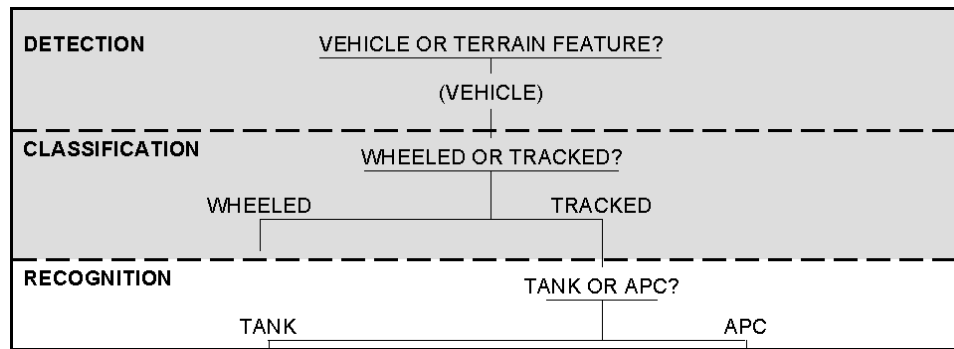 DETECTION
VEHICLE OR TERRAIN FEATURE?
(VEHICLE)
CLASSIFICATION
WHEELED OR TRACKED?
WHEELED TRACKED
RECOGNITION
TANK OR APC?
TANK APC